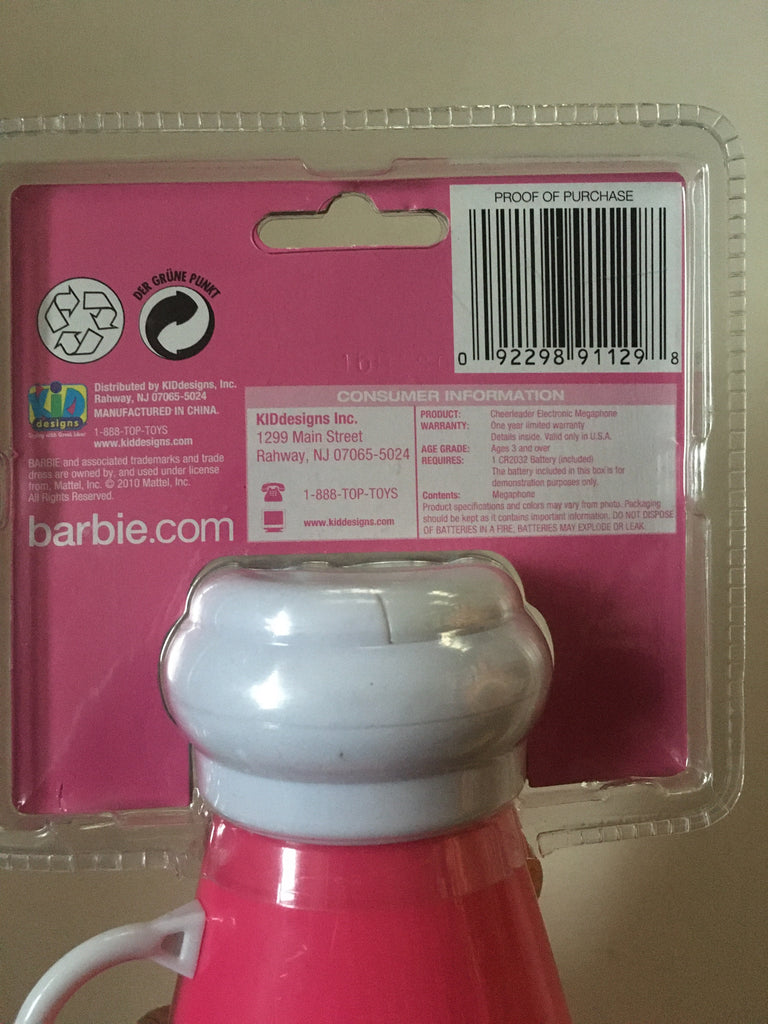 PROOF OF PURCHASE
0 92298 91129 8
DER GRÜNE PUNKT
KiD
designs
Distributed by KIDdesigns, Inc.
Rahway, NJ 07065-5024
MANUFACTURED IN CHINA.
1-888-TOP-TOYS
www.kiddesigns.com
BARBIE and associated trademarks and trade
dress are owned by, and used under license
from, Mattel, Inc. © 2010 Mattel, Inc.
All Rights Reserved.
barbie.com
CONSUMER INFORMATION
KIDdesigns Inc.
1299 Main Street
Rahway, NJ 07065-5024
1-888-TOP-TOYS
www.kiddesigns.com
PRODUCT: Cheerleader Electronic Megaphone
WARRANTY: One year limited warranty
Details inside. Valid only in U.S.A.
AGE GRADE: Ages 3 and over
REQUIRES: 1 CR2032 Battery (included)
The battery included in this box is for
demonstration purposes only.
Contents: Megaphone
Product specifications and colors may vary from photo. Packaging
should be kept as it contains important information. DO NOT DISPOSE
OF BATTERIES IN A FIRE, BATTERIES MAY EXPLODE OR LEAK.